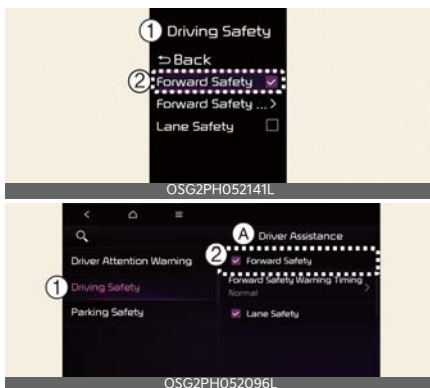 1 Driving Safety
Back
2 Forward Safety
Forward Safety ... >
Lane Safety
OSG2PH052141L
A Driver Assistance
Driver Attention Warning
2 Forward Safety
1 Driving Safety
Forward Safety Warning Timing >
Normal
Parking Safety
Lane Safety
OSG2PH052096L